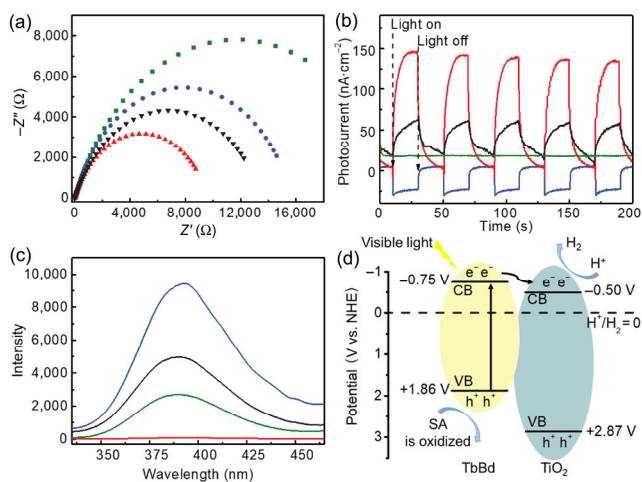 (a)
8,000
6,000
4,000
2,000
0
−Z″ (Ω)
0
4,000
8,000
12,000
16,000
Z′ (Ω)
(b)
Light on
Light off
150
100
50
0
Photocurrent (nA·cm⁻²)
0
50
100
150
200
Time (s)
(c)
10,000
8,000
6,000
4,000
2,000
0
Intensity
350
375
400
425
450
Wavelength (nm)
(d)
Visible light
H₂
H⁺
e⁻ e⁻
e⁻ e⁻
−0.75 V
CB
CB
−0.50 V
H⁺/H₂=0
−1
0
1
2
3
Potential (V vs. NHE)
+1.86 V
VB
h⁺ h⁺
SA
is oxidized
VB
+2.87 V
h⁺ h⁺
TbBd
TiO₂